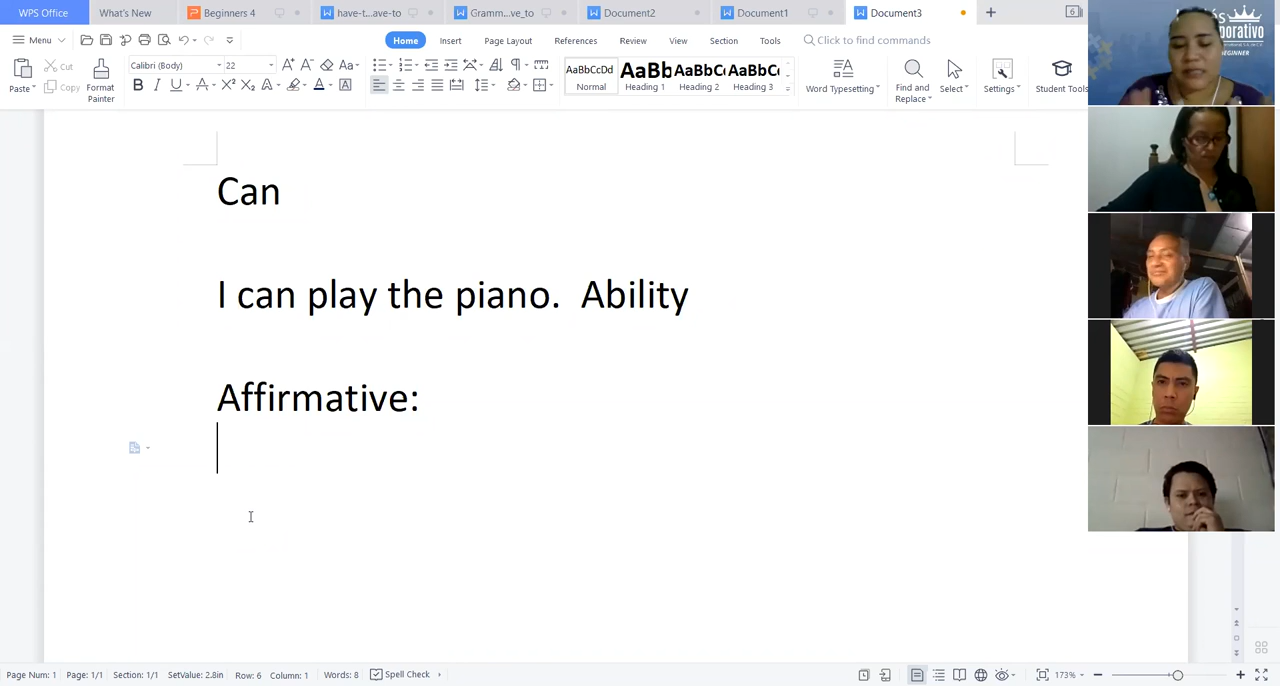 WPS Office What's New Beginners 4 have-t...ave-to Gramm...ve_to Document2 Document1 Document3 6
Menu Home Insert Page Layout References Review View Section Tools Click to find commands
Paste Cut Copy Format Painter Calibri (Body) 22 AaBbCcDd Normal Heading 1 Heading 2 Heading 3 Word Typesetting Find and Replace Select Settings Student Tools
Can
I can play the piano. Ability
Affirmative:
Page Num: 1 Page: 1/1 Section: 1/1 SetValue: 2.8in Row: 6 Column: 1 Words: 8 Spell Check 173%